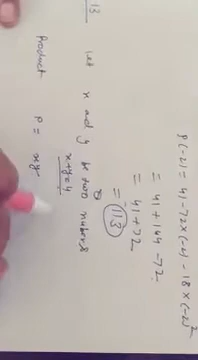 P(-2) = 41 - 72 × (-2) - 18 × (-2)²
= 41 + 144 - 72
= 41 + 72
= 113
13 let x and y be two numbers
x+y=4
Product P = xy